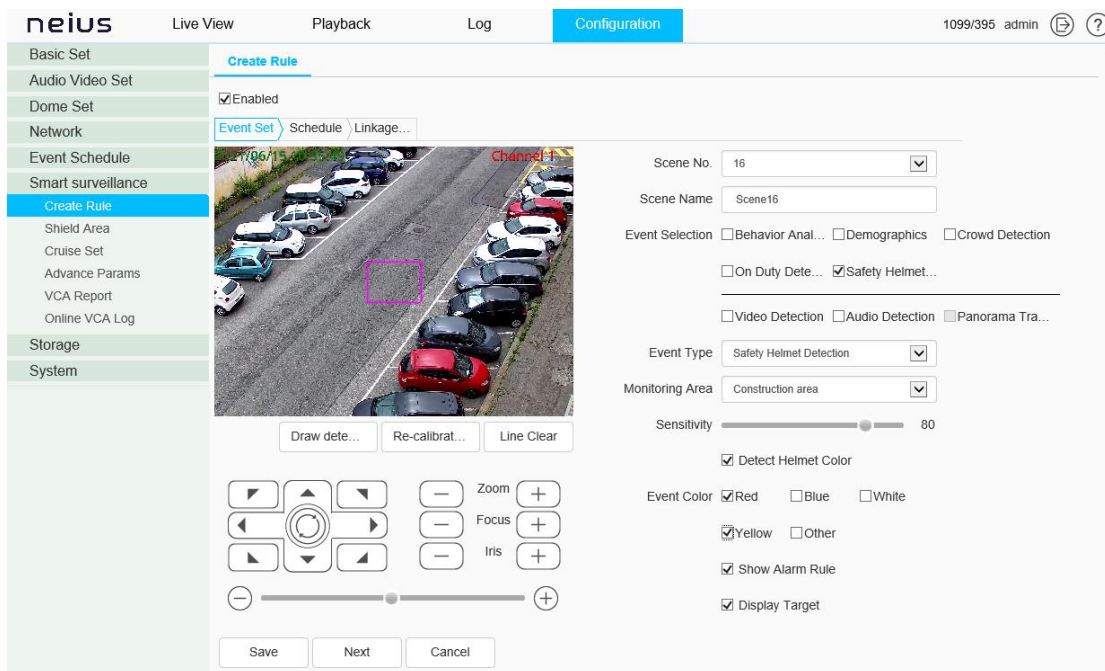 neius Live View Playback Log Configuration 1099/395 admin ?
Basic Set
Audio Video Set
Dome Set
Network
Event Schedule
Smart surveillance
Create Rule
Shield Area
Cruise Set
Advance Params
VCA Report
Online VCA Log
Storage
System
Create Rule
Enabled
Event Set Schedule Linkage...
Channel 1
Draw dete... Re-calibrat... Line Clear
Zoom
Focus
Iris
Save Next Cancel
Scene No. 16
Scene Name Scene16
Event Selection Behavior Anal... Demographics Crowd Detection
On Duty Dete... Safety Helmet...
Video Detection Audio Detection Panorama Tra...
Event Type Safety Helmet Detection
Monitoring Area Construction area
Sensitivity 80
Detect Helmet Color
Event Color Red Blue White
Yellow Other
Show Alarm Rule
Display Target